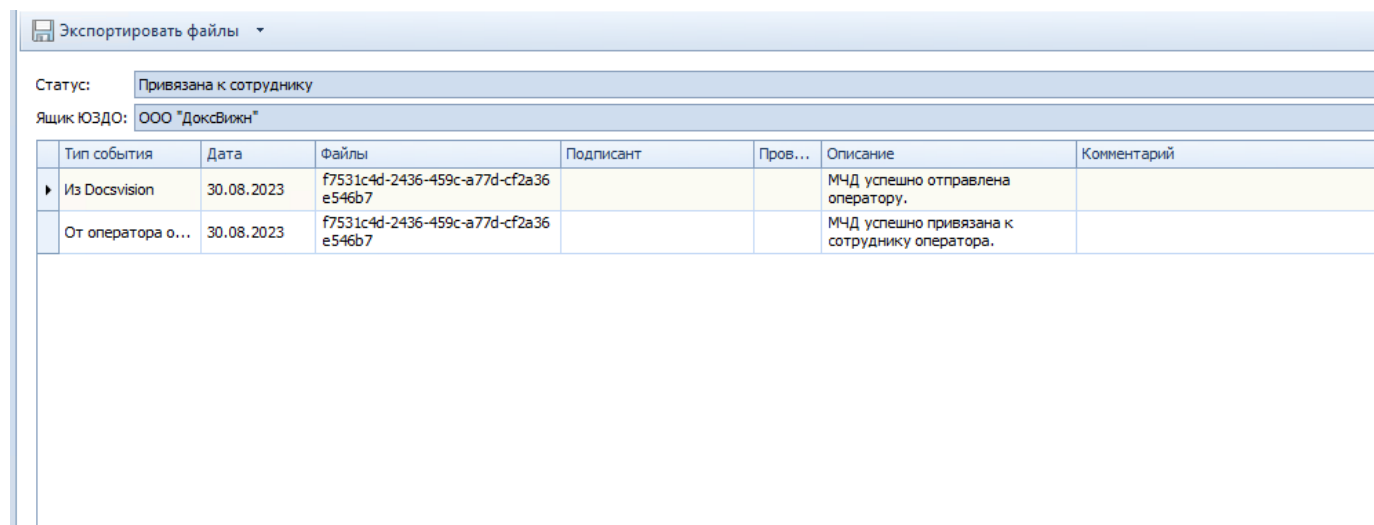 Экспортировать файлы
Статус: Привязана к сотруднику
Ящик ЮЗДО: ООО "ДоксВижн"
Тип события Дата Файлы Подписант Пров... Описание Комментарий
Из Docsvision 30.08.2023 f7531c4d-2436-459c-a77d-cf2a36 МЧД успешно отправлена
e546b7 оператору.
От оператора о... 30.08.2023 f7531c4d-2436-459c-a77d-cf2a36 МЧД успешно привязана к
e546b7 сотруднику оператора.